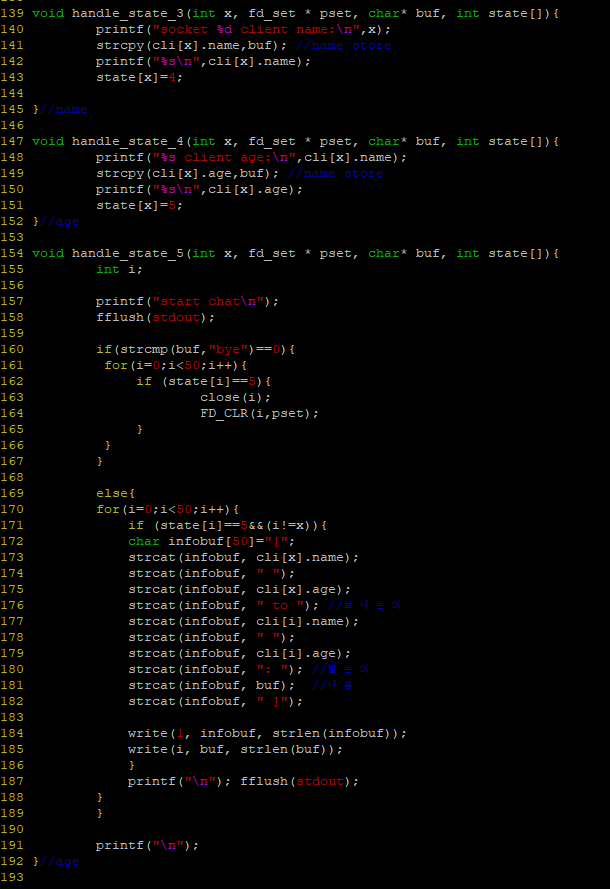 139 void handle_state_3(int x, fd_set * pset, char* buf, int state[]){
140         printf("socket %d client name:\n",x);
141         strcpy(cli[x].name,buf); //name store
142         printf("%s\n",cli[x].name);
143         state[x]=4;
144
145 }//name
146
147 void handle_state_4(int x, fd_set * pset, char* buf, int state[]){
148         printf("%s client age:\n",cli[x].name);
149         strcpy(cli[x].age,buf); //name store
150         printf("%s\n",cli[x].age);
151         state[x]=5;
152 }//age
153
154 void handle_state_5(int x, fd_set * pset, char* buf, int state[]){
155         int i;
156
157         printf("start chat\n");
158         fflush(stdout);
159
160         if(strcmp(buf,"bye")==0){
161          for(i=0;i<50;i++){
162              if (state[i]==5){
163                      close(i);
164                      FD_CLR(i,pset);
165              }
166          }
167         }
168
169         else{
170         for(i=0;i<50;i++){
171             if (state[i]==5&&(i!=x)){
172             char infobuf[50]="[";
173             strcat(infobuf, cli[x].name);
174             strcat(infobuf, " ");
175             strcat(infobuf, cli[x].age);
176             strcat(infobuf, " to "); //보내는애
177             strcat(infobuf, cli[i].name);
178             strcat(infobuf, " ");
179             strcat(infobuf, cli[i].age);
180             strcat(infobuf, ": "); //는애
181             strcat(infobuf, buf);  //내용
182             strcat(infobuf, " ]");
183
184             write(i, infobuf, strlen(infobuf));
185             write(i, buf, strlen(buf));
186             }
187             printf("\n"); fflush(stdout);
188         }
189         }
190
191         printf("\n");
192 }//age
193